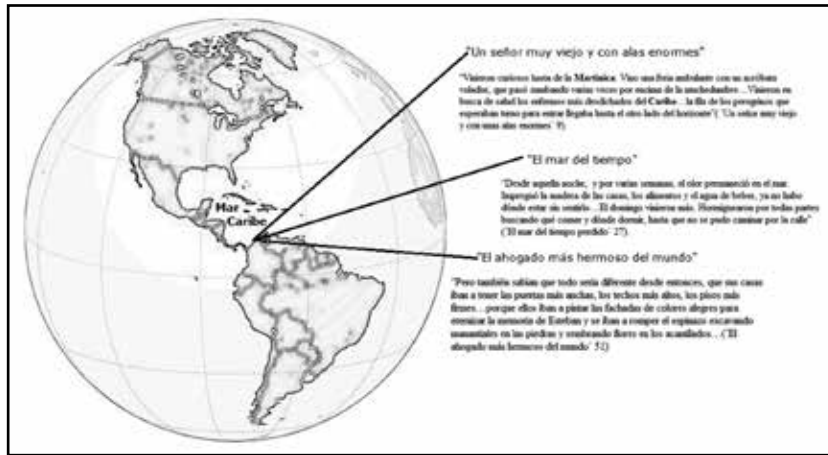 "Un señor muy viejo y con alas enormes"
"Vinieron curiosos hasta de la Martinica. Vino una feria ambulante con un acróbata
volador, que pasó zumbando varias veces por encima de la muchedumbre…Vinieron en
busca de salud los enfermos más desdichados del Caribe…la fila de los peregrinos que
esperaban turno para entrar llegaba hasta el otro lado del horizonte"( ¨Un señor muy viejo
y con unas alas enormes¨ 9)
"El mar del tiempo"
"Desde aquella noche, y por varias semanas, el olor permaneció en el mar.
Impregnó la madera de las casas, los alimentos y el agua de beber, ya no hubo
dónde estar sin sentirlo…El domingo vinieron más. Hormiguearon por todas partes
buscando qué comer y dónde dormir, hasta que no se pudo caminar por la calle"
(¨El mar del tiempo perdido¨ 27)
Mar
Caribe
"El ahogado más hermoso del mundo"
"Pero también sabían que todo sería diferente desde entonces, que sus casas
iban a tener las puertas más anchas, los techos más altos, los pisos más
firmes…porque ellos iban a pintar las fachadas de colores alegres para
eternizar la memoria de Esteban y se iban a romper el espinazo excavando
manantiales en las piedras y sembrando flores en los acantilados…(¨El
ahogado más hermoso del mundo¨ 51)